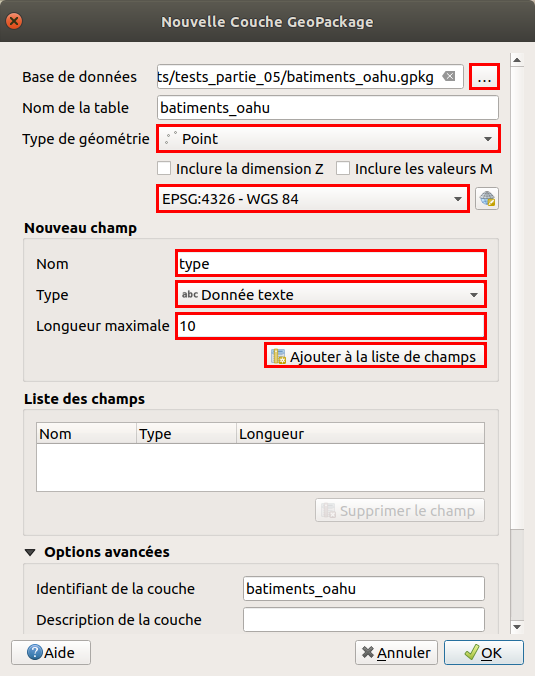 Nouvelle Couche GeoPackage
Base de données ts/tests_partie_05/batiments_oahu.gpkg ...
Nom de la table batiments_oahu
Type de géométrie Point
Inclure la dimension Z Inclure les valeurs M
EPSG:4326 - WGS 84
Nouveau champ
Nom type
Type abc Donnée texte
Longueur maximale 10
Ajouter à la liste de champs
Liste des champs
Nom Type Longueur
Supprimer le champ
Options avancées
Identifiant de la couche batiments_oahu
Description de la couche
Aide Annuler OK